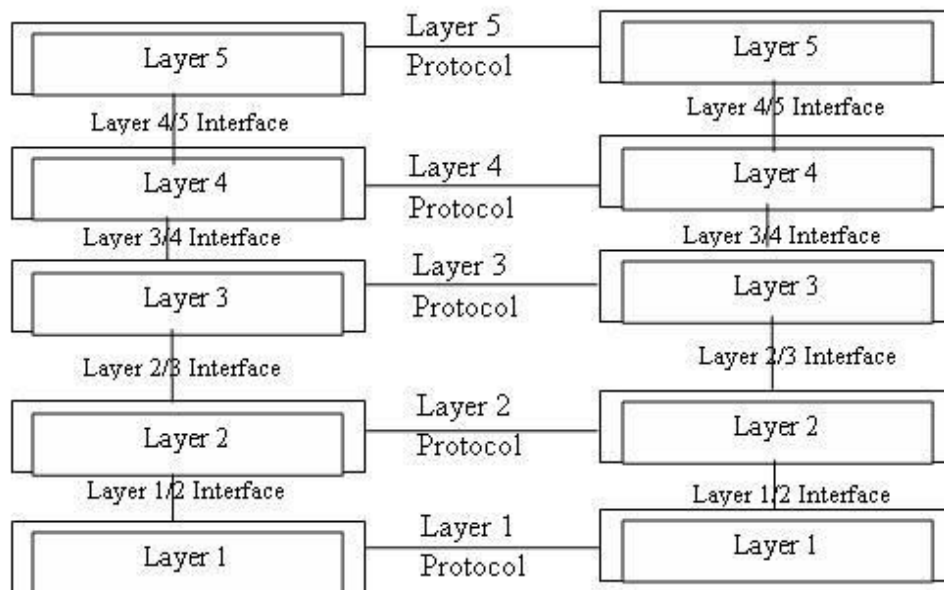 Layer 5
Layer 5
Protocol
Layer 5
Layer 4/5 Interface
Layer 4/5 Interface
Layer 4
Layer 4
Protocol
Layer 4
Layer 3/4 Interface
Layer 3/4 Interface
Layer 3
Layer 3
Protocol
Layer 3
Layer 2/3 Interface
Layer 2/3 Interface
Layer 2
Layer 2
Protocol
Layer 2
Layer 1/2 Interface
Layer 1/2 Interface
Layer 1
Layer 1
Protocol
Layer 1